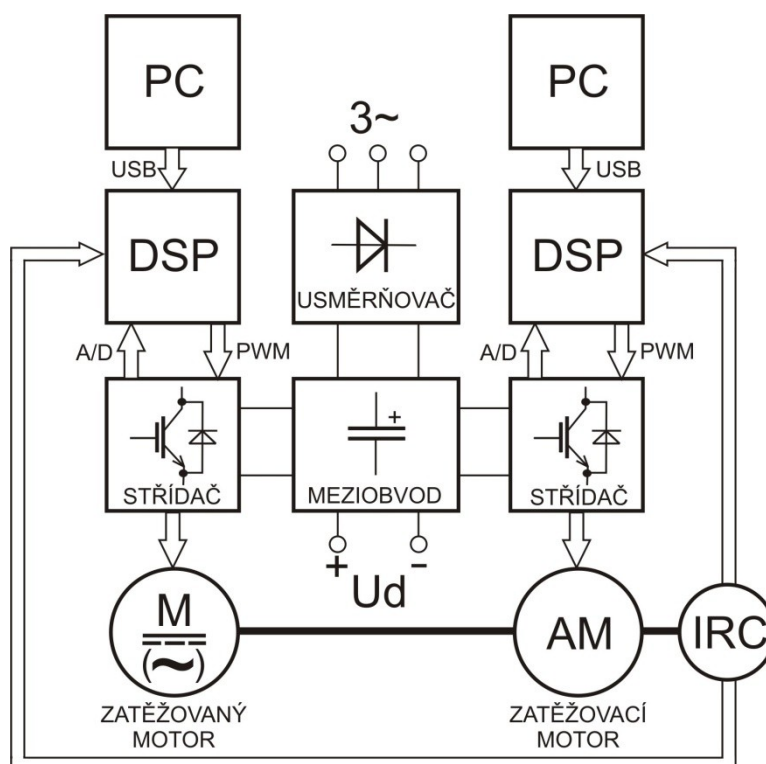 PC
PC
3~
USB
USB
DSP
DSP
USMĚRŇOVAČ
A/D
PWM
A/D
PWM
+
STŘÍDAČ
MEZIOBVOD
STŘÍDAČ
+
Ud
-
M
(~)
AM
IRC
ZATĚŽOVANÝ
MOTOR
ZATĚŽOVACÍ
MOTOR